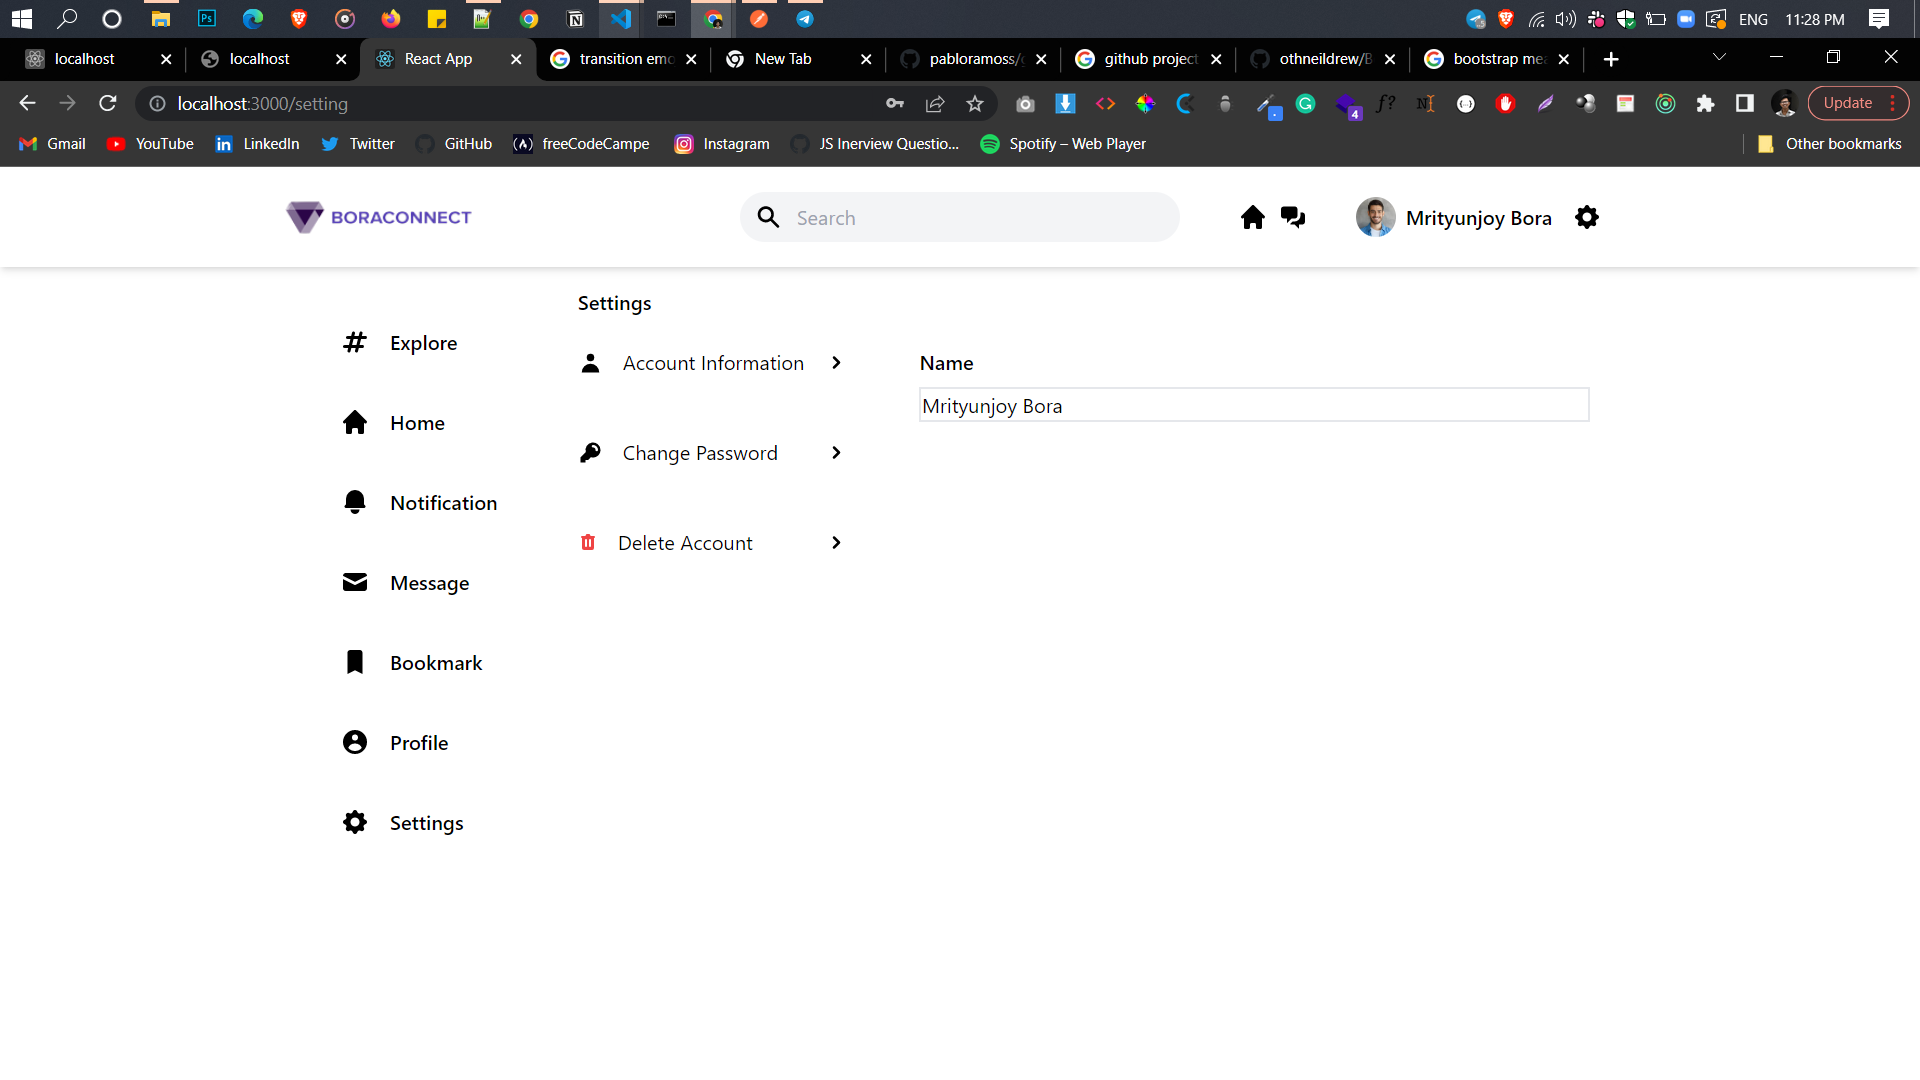 Ps
ENG
11:28 PM
localhost
localhost
React App
transition emo
New Tab
pabloramoss/g
github project
othneildrew/B
bootstrap mea
localhost:3000/setting
4
Update
Gmail
YouTube
LinkedIn
Twitter
GitHub
freeCodeCampe
Instagram
JS Inerview Questio...
Spotify – Web Player
Other bookmarks
BORACONNECT
Search
Mrityunjoy Bora
Settings
Explore
Account Information
Name
Mrityunjoy Bora
Home
Change Password
Notification
Delete Account
Message
Bookmark
Profile
Settings